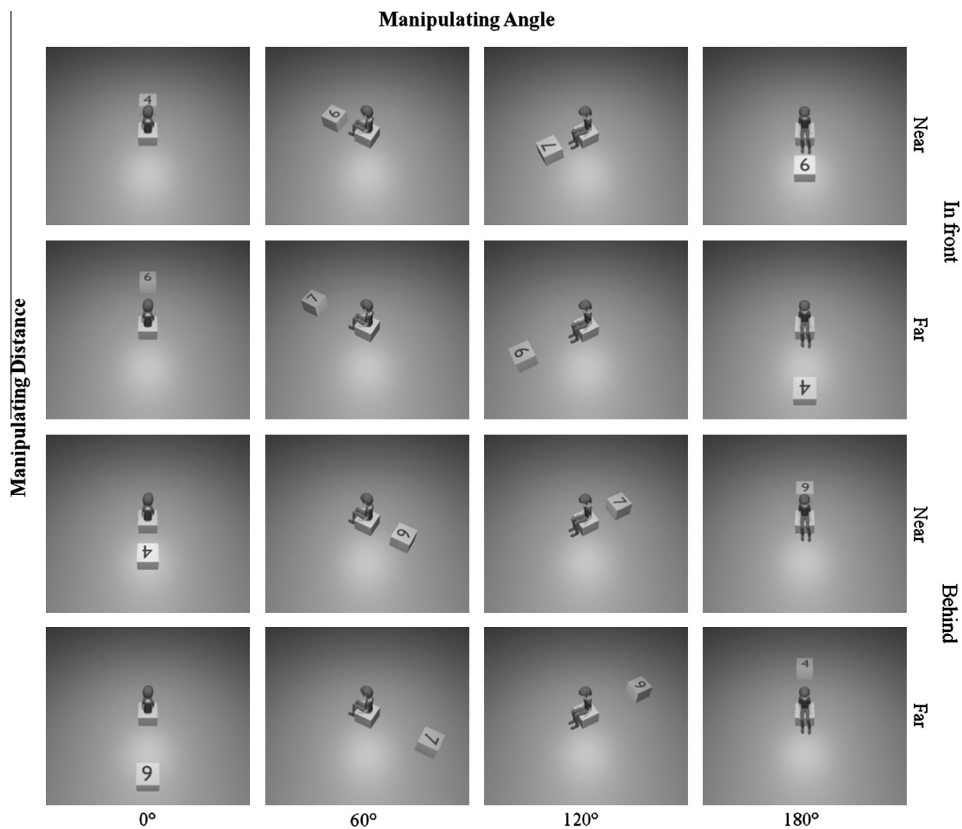 Manipulating Angle
4 6 7 6 Near
In front
6 7 6 4 Far
Manipulating Distance
4 6 7 9 Near
Behind
6 7 9 4 Far
0° 60° 120° 180°